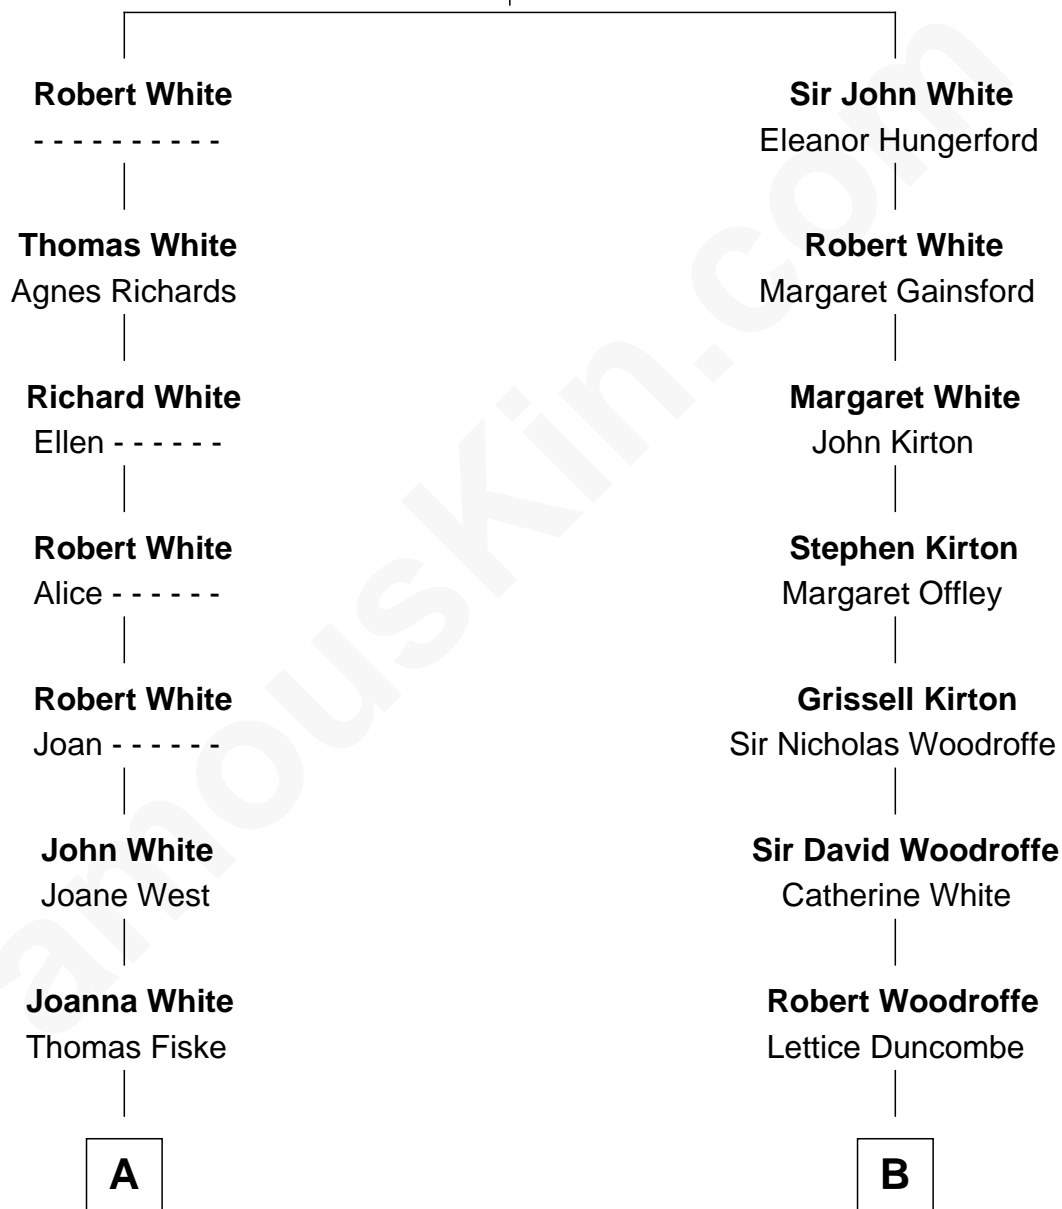 Robert White
- - - - - - - - - -
Thomas White
Agnes Richards
Richard White
Ellen - - - - - -
Robert White
Alice - - - - - -
Robert White
Joan - - - - - -
John White
Joane West
Joanna White
Thomas Fiske
A
Sir John White
Eleanor Hungerford
Robert White
Margaret Gainsford
Margaret White
John Kirton
Stephen Kirton
Margaret Offley
Grissell Kirton
Sir Nicholas Woodroffe
Sir David Woodroffe
Catherine White
Robert Woodroffe
Lettice Duncombe
B
amouskin.com